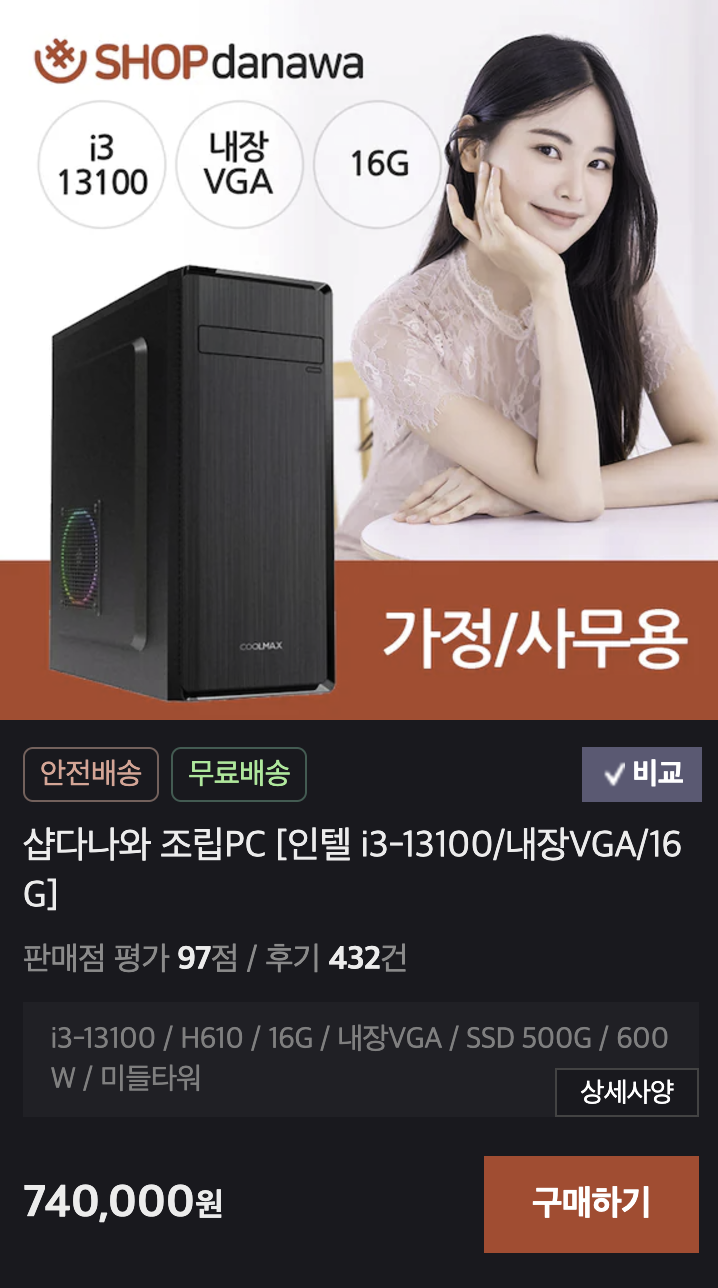 SHOPdanawa
i3
13100
내장
VGA
16G
COOLMAX
가정/사무용
안전배송
무료배송
✓비교
샵다나와 조립PC [인텔 i3-13100/내장VGA/16
G]
판매점 평가 97점 / 후기 432건
i3-13100 / H610 / 16G / 내장VGA / SSD 500G / 600
W / 미들타워
상세사양
740,000원
구매하기